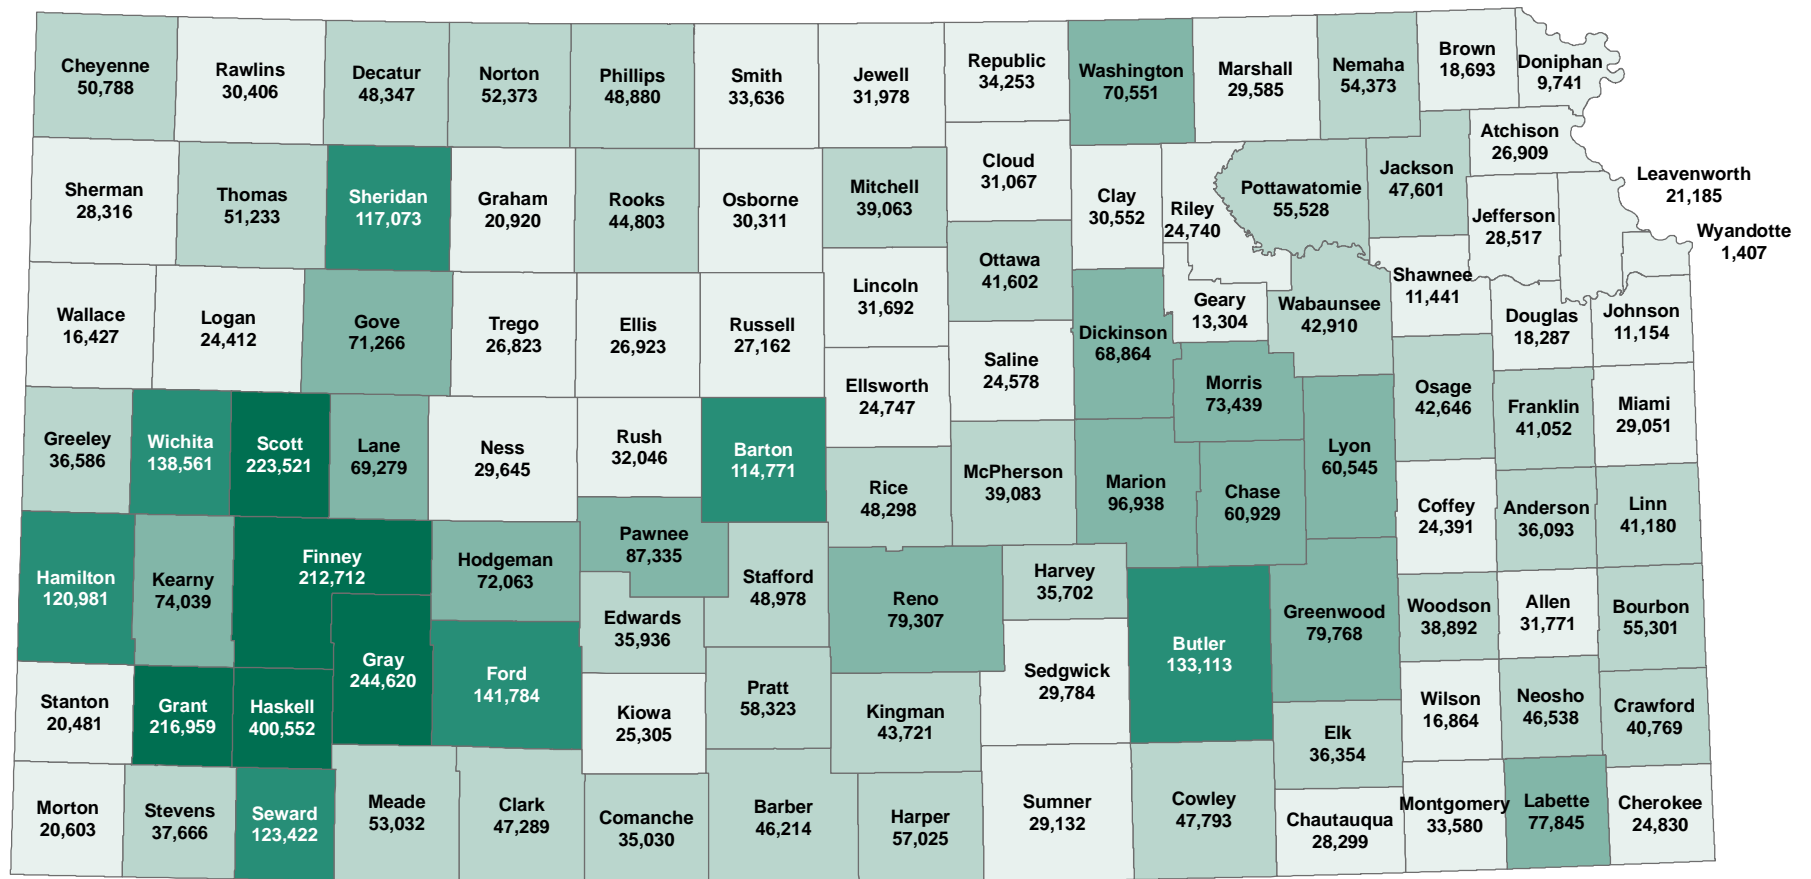 Cheyenne
50,788
Rawlins
30,406
Decatur
48,347
Norton
52,373
Phillips
48,880
Smith
33,636
Jewell
31,978
Republic
34,253
Washington
70,551
Marshall
29,585
Nemaha
54,373
Brown
18,693
Doniphan
9,741
Sherman
28,316
Thomas
51,233
Sheridan
117,073
Graham
20,920
Rooks
44,803
Osborne
30,311
Mitchell
39,063
Cloud
31,067
Clay
30,552
Riley
24,740
Pottawatomie
55,528
Jackson
47,601
Atchison
26,909
Jefferson
28,517
Leavenworth
21,185
Wyandotte
1,407
Wallace
16,427
Logan
24,412
Gove
71,266
Trego
26,823
Ellis
26,923
Russell
27,162
Lincoln
31,692
Ottawa
41,602
Saline
24,578
Dickinson
68,864
Geary
13,304
Wabaunsee
42,910
Shawnee
11,441
Douglas
18,287
Johnson
11,154
Greeley
36,586
Wichita
138,561
Scott
223,521
Lane
69,279
Ness
29,645
Rush
32,046
Barton
114,771
Ellsworth
24,747
Rice
48,298
McPherson
39,083
Marion
96,938
Morris
73,439
Chase
60,929
Lyon
60,545
Osage
42,646
Franklin
41,052
Miami
29,051
Coffey
24,391
Anderson
36,093
Linn
41,180
Hamilton
120,981
Kearny
74,039
Finney
212,712
Hodgeman
72,063
Pawnee
87,335
Edwards
35,936
Stafford
48,978
Reno
79,307
Harvey
35,702
Butler
133,113
Greenwood
79,768
Woodson
38,892
Allen
31,771
Bourbon
55,301
Stanton
20,481
Grant
216,959
Haskell
400,552
Gray
244,620
Ford
141,784
Kiowa
25,305
Pratt
58,323
Kingman
43,721
Sedgwick
29,784
Elk
36,354
Wilson
16,864
Neosho
46,538
Crawford
40,769
Morton
20,603
Stevens
37,666
Seward
123,422
Meade
53,032
Clark
47,289
Comanche
35,030
Barber
46,214
Harper
57,025
Sumner
29,132
Cowley
47,793
Chautauqua
28,299
Montgomery
33,580
Labette
77,845
Cherokee
24,830